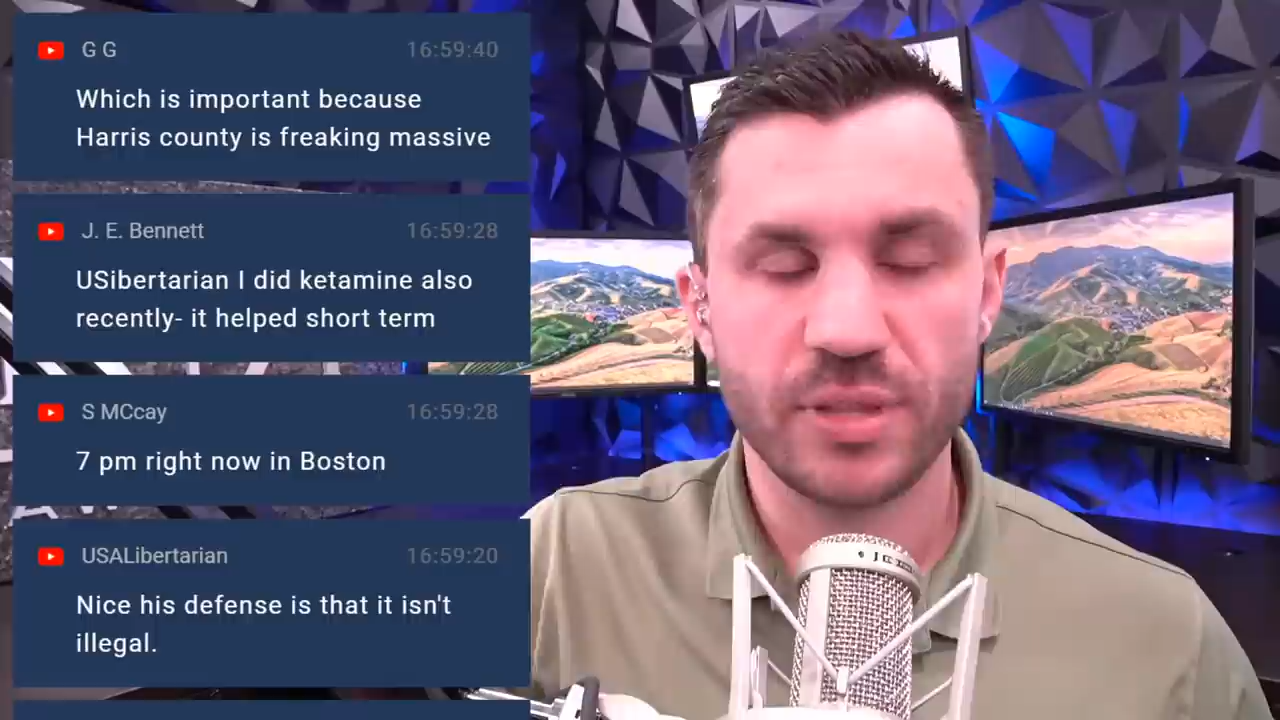 G G 16:59:40
Which is important because
Harris county is freaking massive
J. E. Bennett 16:59:28
USibertarian I did ketamine also
recently- it helped short term
S MCcay 16:59:28
7 pm right now in Boston
USALibertarian 16:59:20
Nice his defense is that it isn't
illegal.